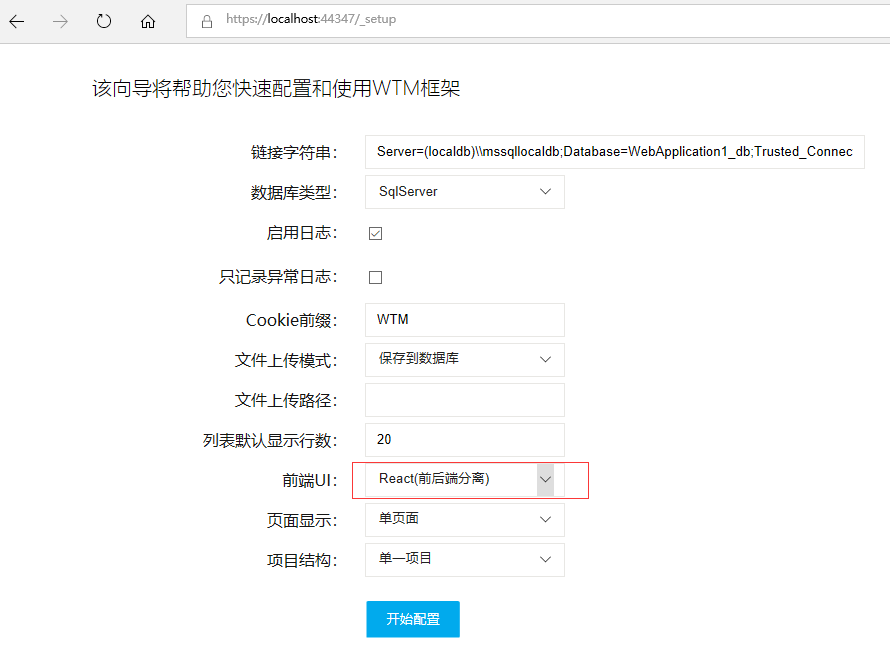 https://localhost:44347/_setup
该向导将帮助您快速配置和使用WTM框架
链接字符串： Server=(localdb)\\mssqllocaldb;Database=WebApplication1_db;Trusted_Connec
数据库类型： SqlServer
启用日志：
只记录异常日志：
Cookie前缀： WTM
文件上传模式： 保存到数据库
文件上传路径：
列表默认显示行数： 20
前端UI： React(前后端分离)
页面显示： 单页面
项目结构： 单一项目
开始配置